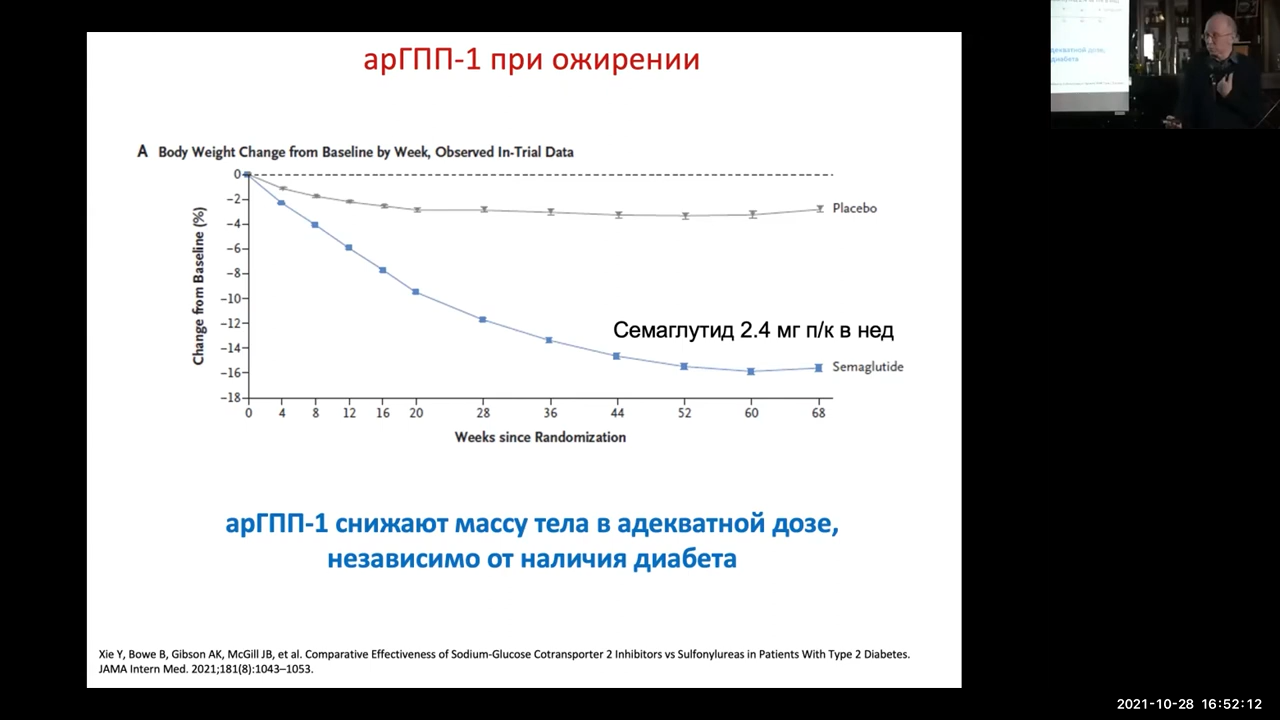 арГПП-1 при ожирении
A Body Weight Change from Baseline by Week, Observed In-Trial Data
Change from Baseline (%)
0
−2
−4
−6
−8
−10
−12
−14
−16
−18
Placebo
Семаглутид 2.4 мг п/к в нед
Semaglutide
0 4 8 12 16 20 28 36 44 52 60 68
Weeks since Randomization
арГПП-1 снижают массу тела в адекватной дозе,
независимо от наличия диабета
Xie Y, Bowe B, Gibson AK, McGill JB, et al. Comparative Effectiveness of Sodium-Glucose Cotransporter 2 Inhibitors vs Sulfonylureas in Patients With Type 2 Diabetes.
JAMA Intern Med. 2021;181(8):1043–1053.
декватной дозе,
диабета
2021-10-28 16:52:12